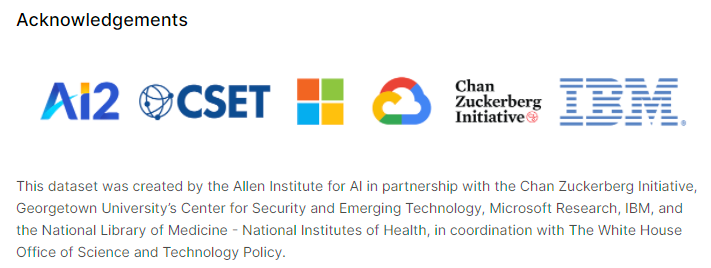 Acknowledgements
AI2 CSET Chan Zuckerberg Initiative IBM
This dataset was created by the Allen Institute for AI in partnership with the Chan Zuckerberg Initiative,
Georgetown University’s Center for Security and Emerging Technology, Microsoft Research, IBM, and
the National Library of Medicine - National Institutes of Health, in coordination with The White House
Office of Science and Technology Policy.